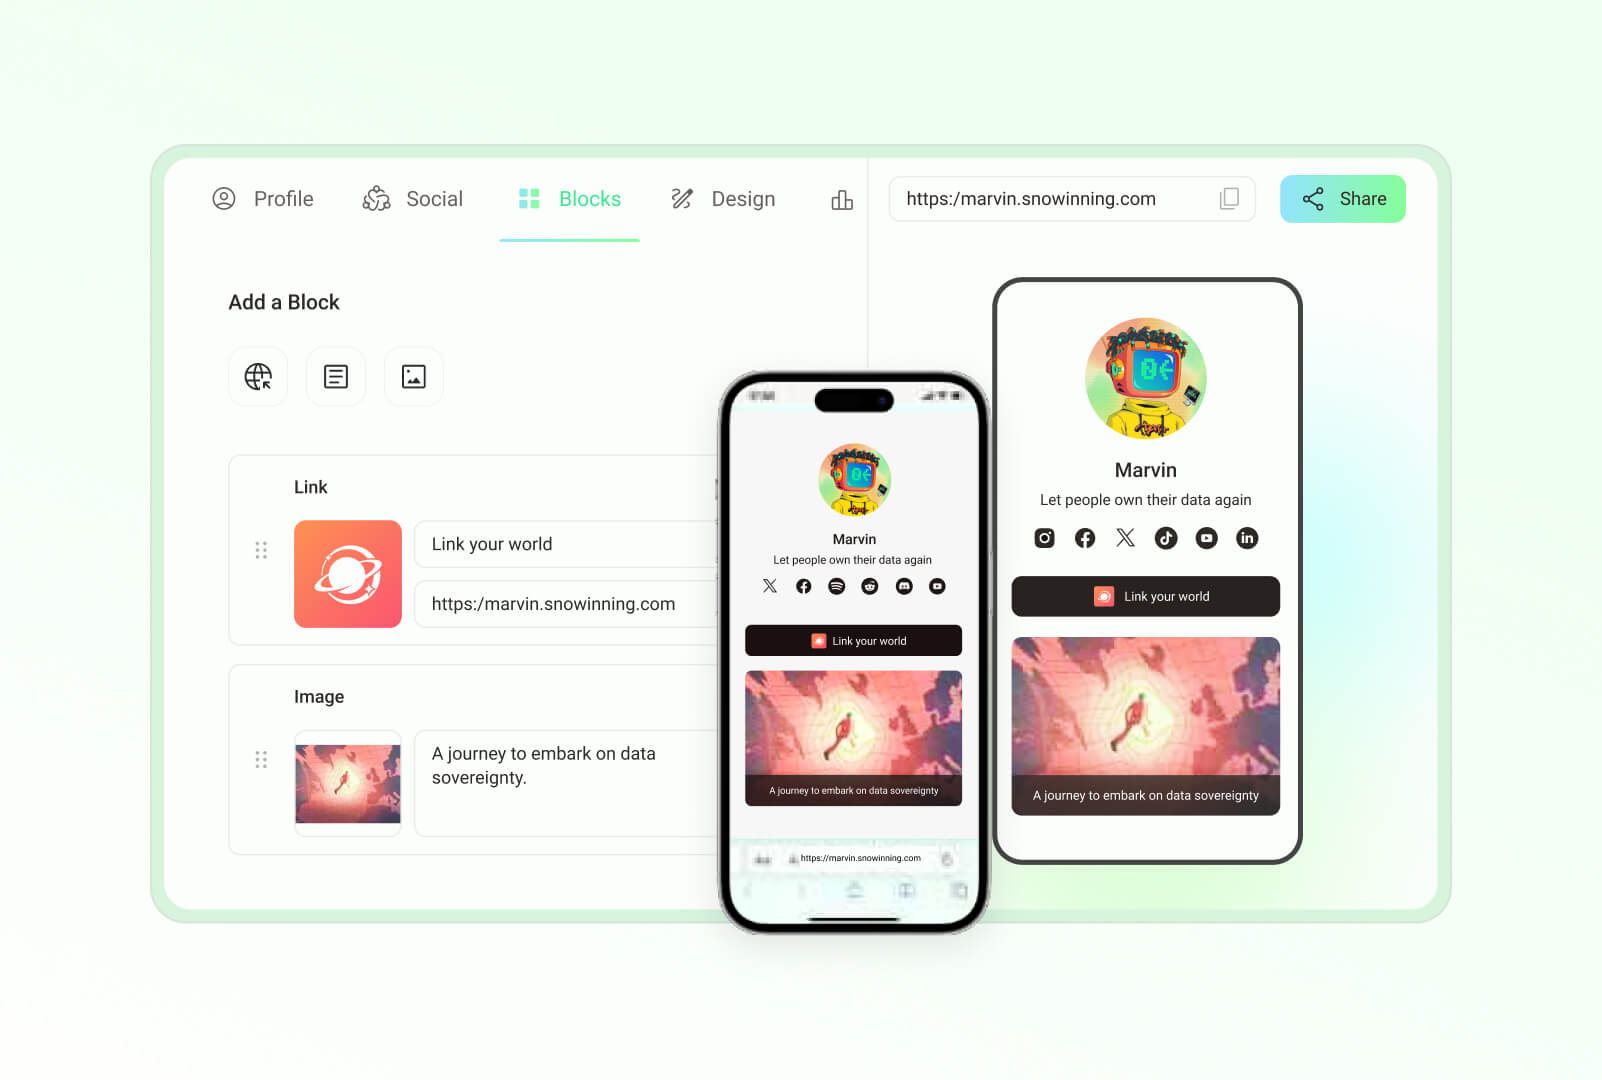 Profile
Social
Blocks
Design
https:/marvin.snowinning.com
Share
Add a Block
Link
Link your world
https:/marvin.snowinning.com
Image
A journey to embark on data
sovereignty.
Marvin
Let people own their data again
Link your world
A journey to embark on data sovereignty
https://marvin.snowinning.com
Marvin
Let people own their data again
Link your world
A journey to embark on data sovereignty